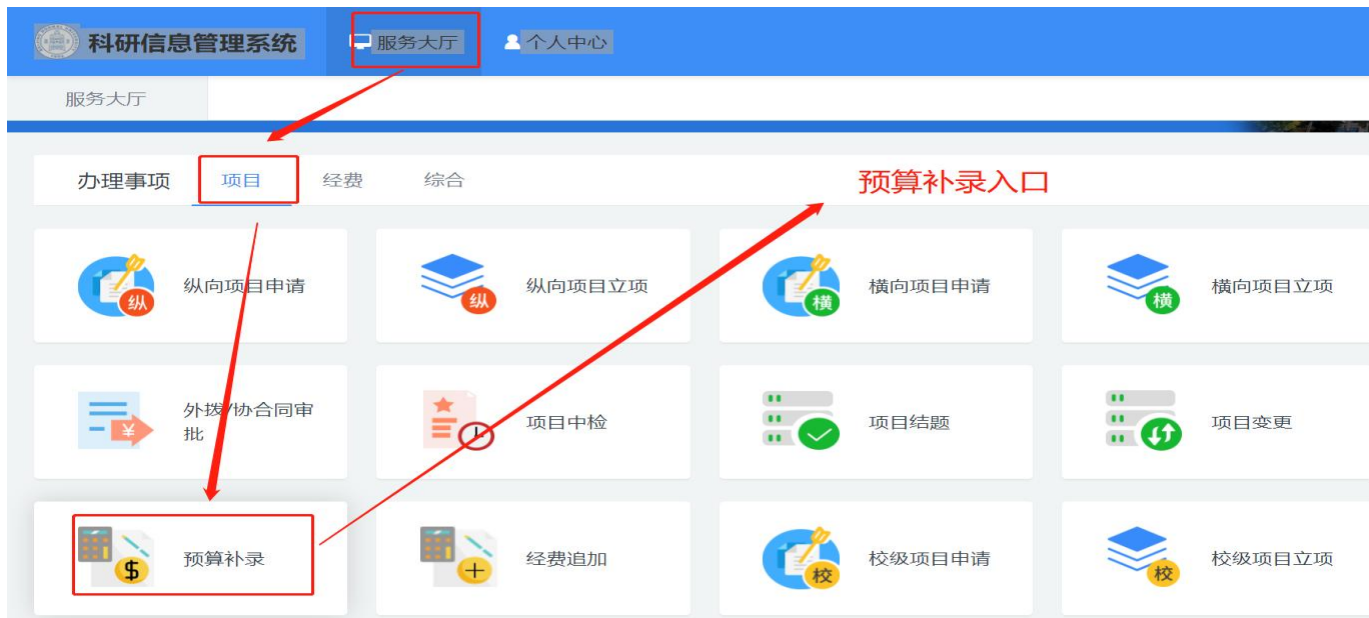 科研信息管理系统 服务大厅 个人中心
服务大厅
办理事项 项目 经费 综合 预算补录入口
纵向项目申请 纵向项目立项 横向项目申请 横向项目立项
纵 纵 横 横
外拨/协合同审
批
项目中检 项目结题 项目变更
¥
预算补录 经费追加 校级项目申请 校级项目立项
$ + 校 校